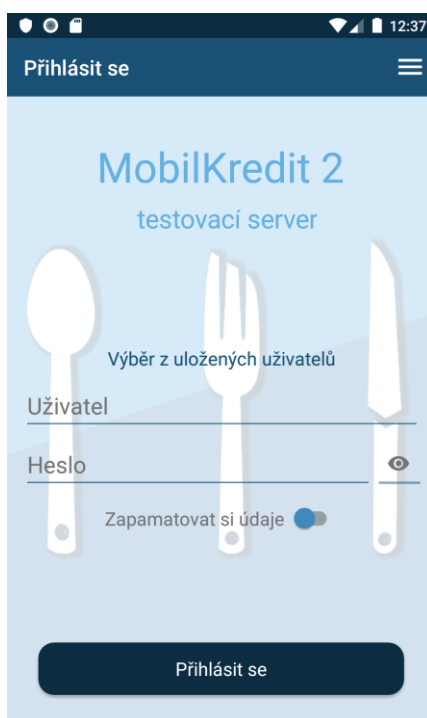 12:37
Přihlásit se
MobilKredit 2
testovací server
Výběr z uložených uživatelů
Uživatel
Heslo
Zapamatovat si údaje
Přihlásit se